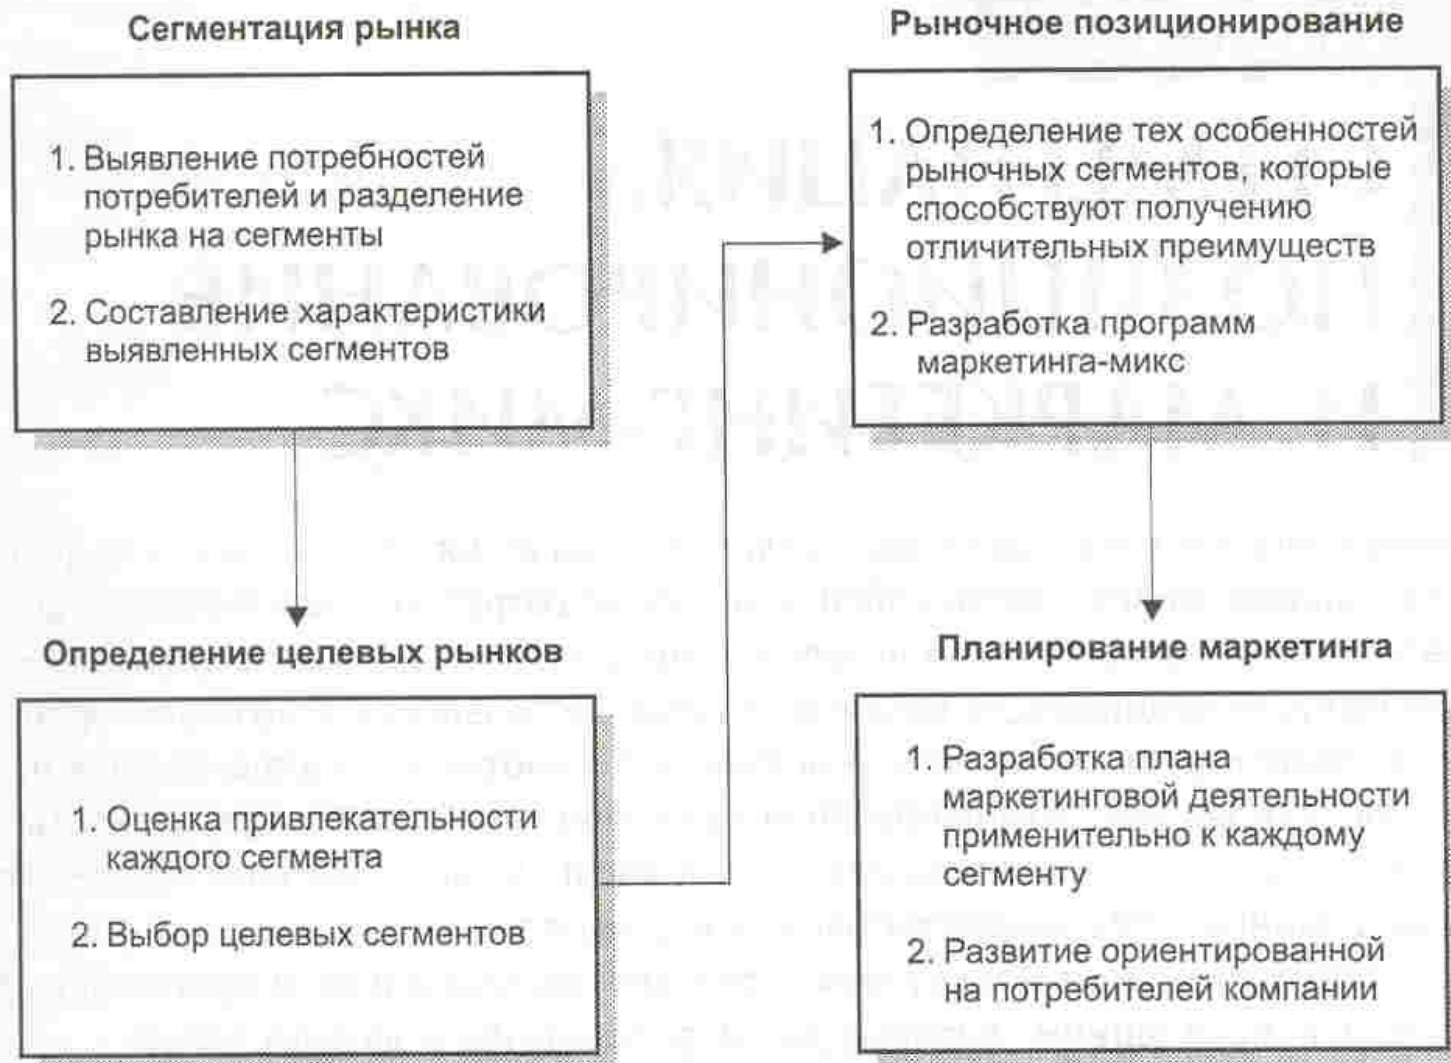 Сегментация рынка
1. Выявление потребностей
потребителей и разделение
рынка на сегменты
2. Составление характеристики
выявленных сегментов
Определение целевых рынков
1. Оценка привлекательности
каждого сегмента
2. Выбор целевых сегментов
Рыночное позиционирование
1. Определение тех особенностей
рыночных сегментов, которые
способствуют получению
отличительных преимуществ
2. Разработка программ
маркетинга-микс
Планирование маркетинга
1. Разработка плана
маркетинговой деятельности
применительно к каждому
сегменту
2. Развитие ориентированной
на потребителей компании